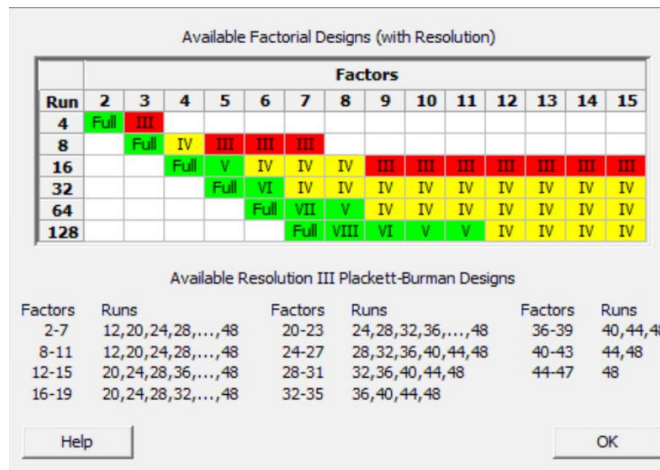 Available Factorial Designs (with Resolution)
Factors
Run 2 3 4 5 6 7 8 9 10 11 12 13 14 15
4 Full III
8 Full IV III III III
16 Full V IV IV IV III III III III III III III
32 Full VI IV IV IV IV IV IV IV IV IV
64 Full VII V IV IV IV IV IV IV IV
128 Full VIII VI V V IV IV IV IV
Available Resolution III Plackett-Burman Designs
Factors Runs Factors Runs Factors Runs
2-7 12,20,24,28,...,48 20-23 24,28,32,36,...,48 36-39 40,44,48
8-11 12,20,24,28,...,48 24-27 28,32,36,40,44,48 40-43 44,48
12-15 20,24,28,36,...,48 28-31 32,36,40,44,48 44-47 48
16-19 20,24,28,32,...,48 32-35 36,40,44,48
Help OK